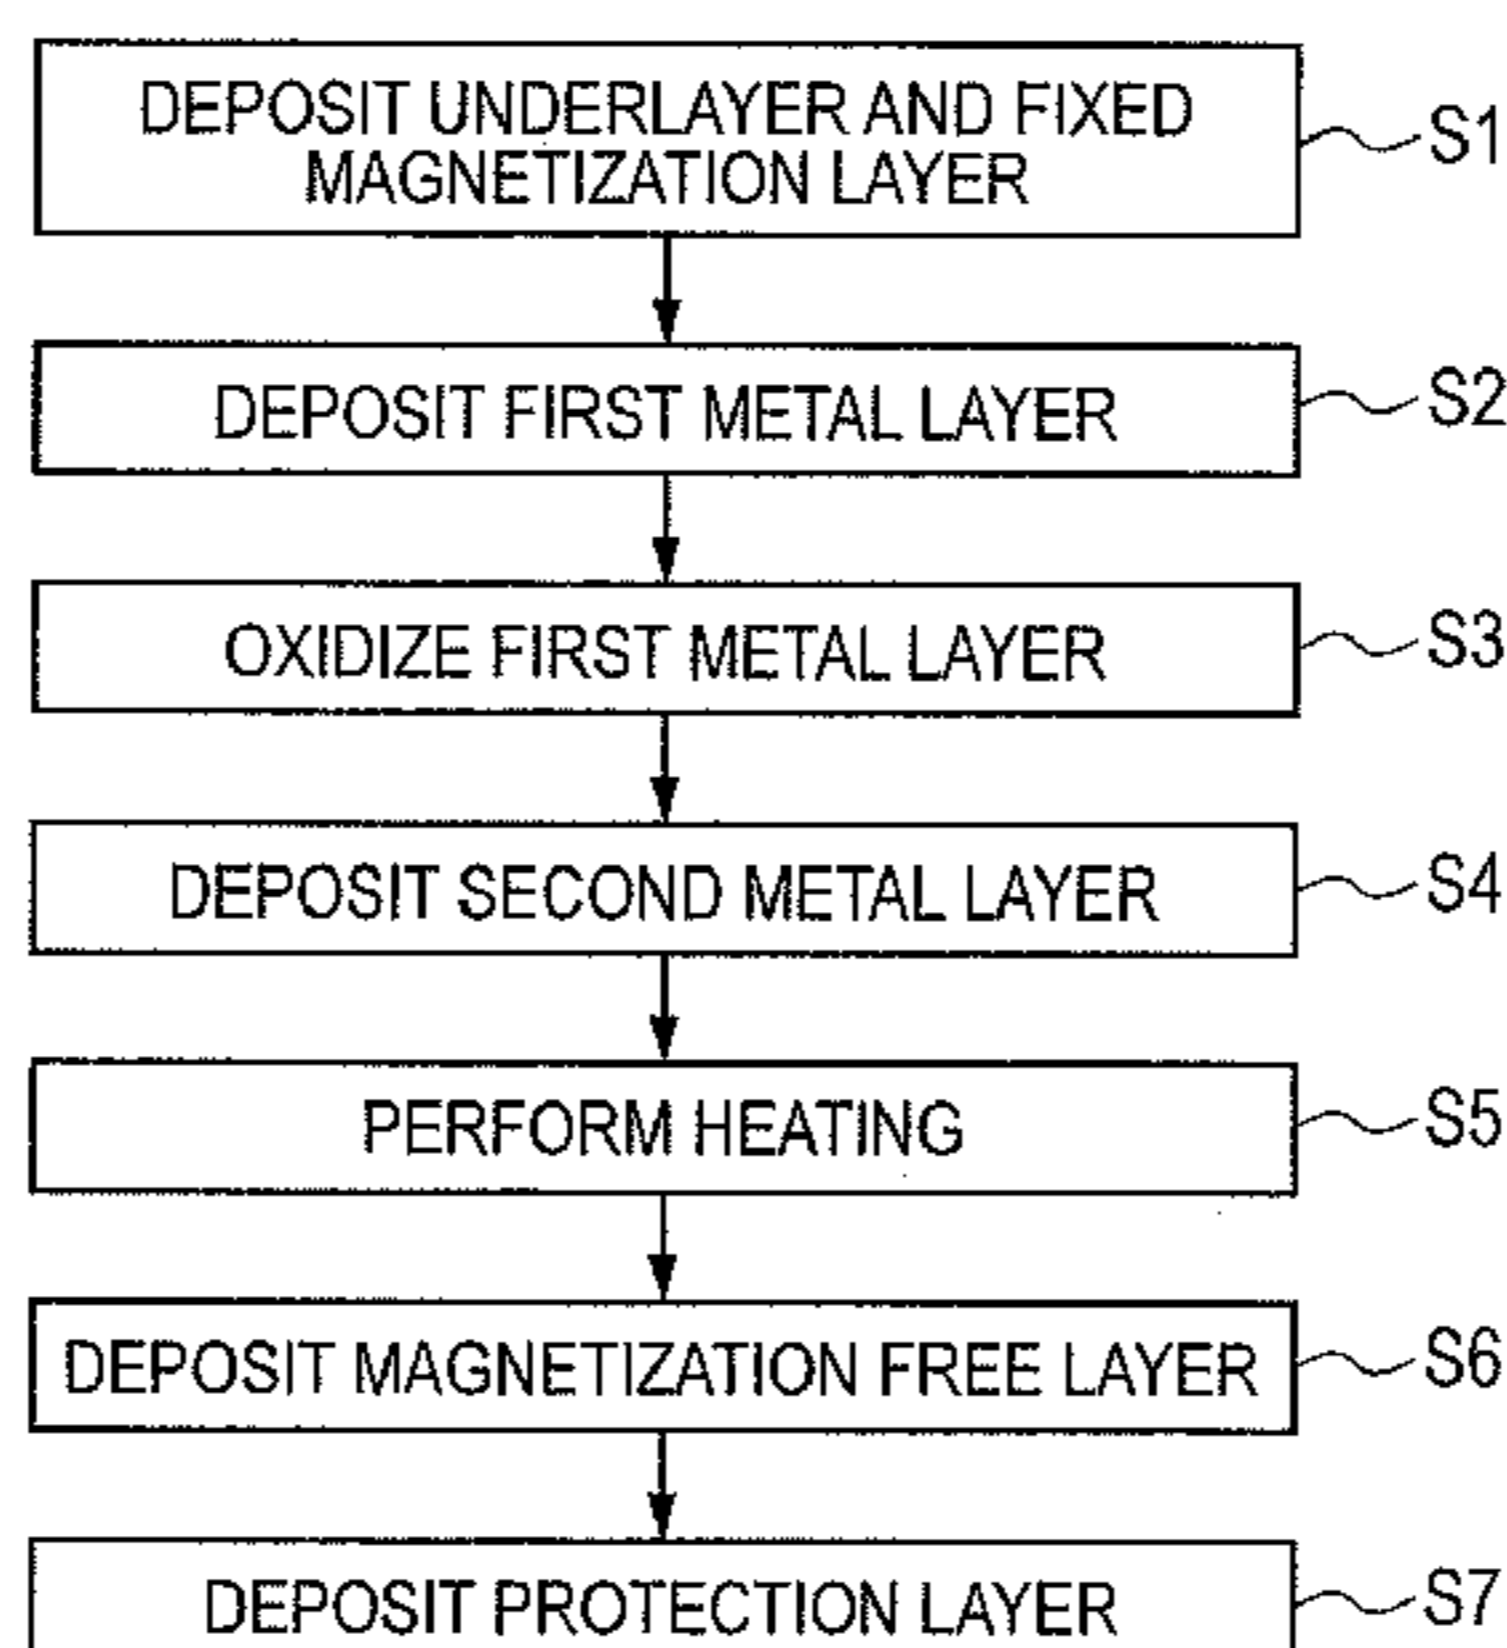 DEPOSIT UNDERLAYER AND FIXED
MAGNETIZATION LAYER
S1
DEPOSIT FIRST METAL LAYER
S2
OXIDIZE FIRST METAL LAYER
S3
DEPOSIT SECOND METAL LAYER
S4
PERFORM HEATING
S5
DEPOSIT MAGNETIZATION FREE LAYER
S6
DEPOSIT PROTECTION LAYER
S7